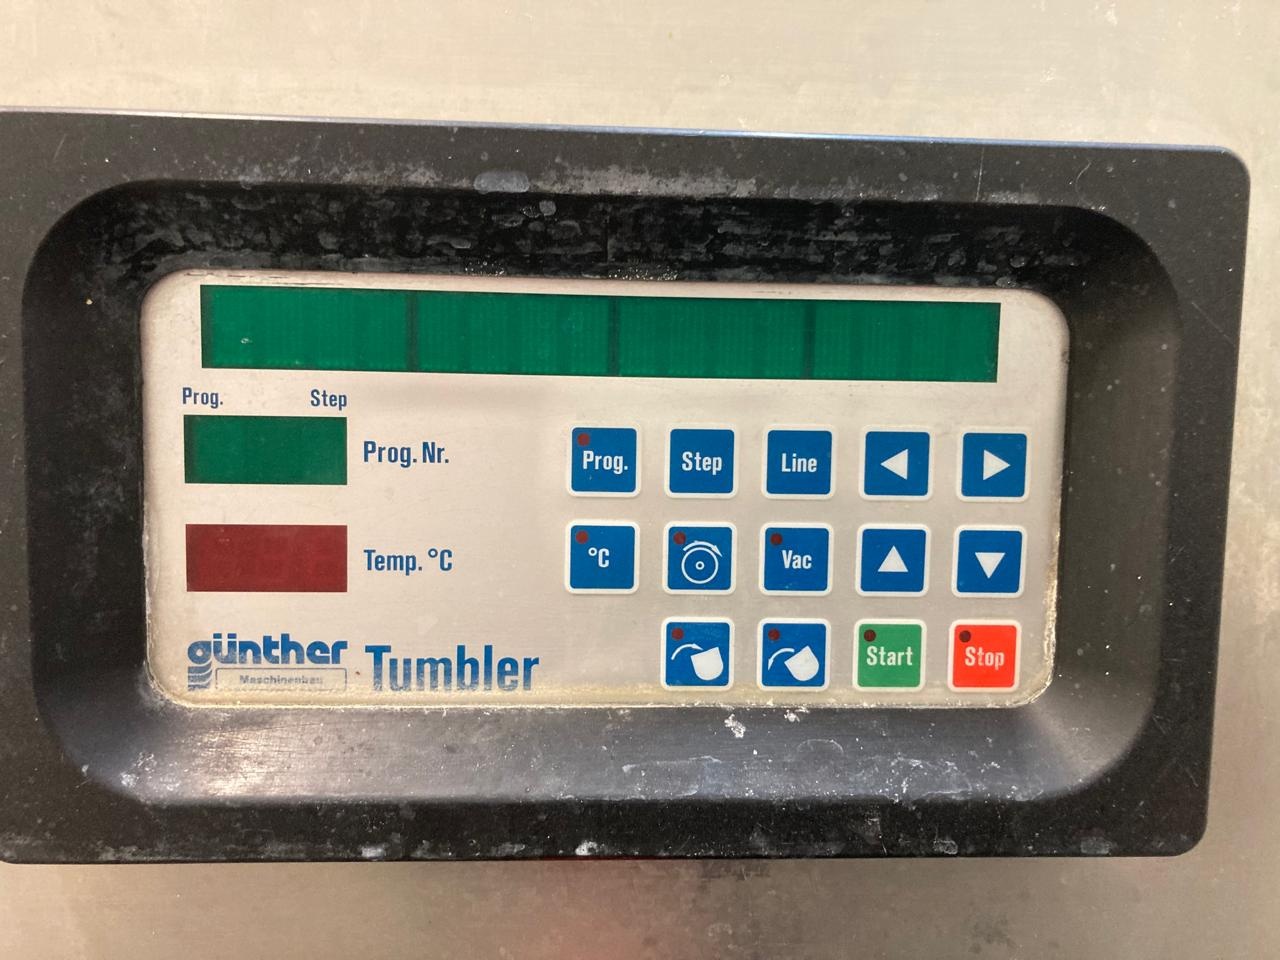 Prog. Step
Prog. Nr.
Temp. °C
günther
Maschinenbau
Tumbler
Prog. Step Line
°C Vac
Start Stop